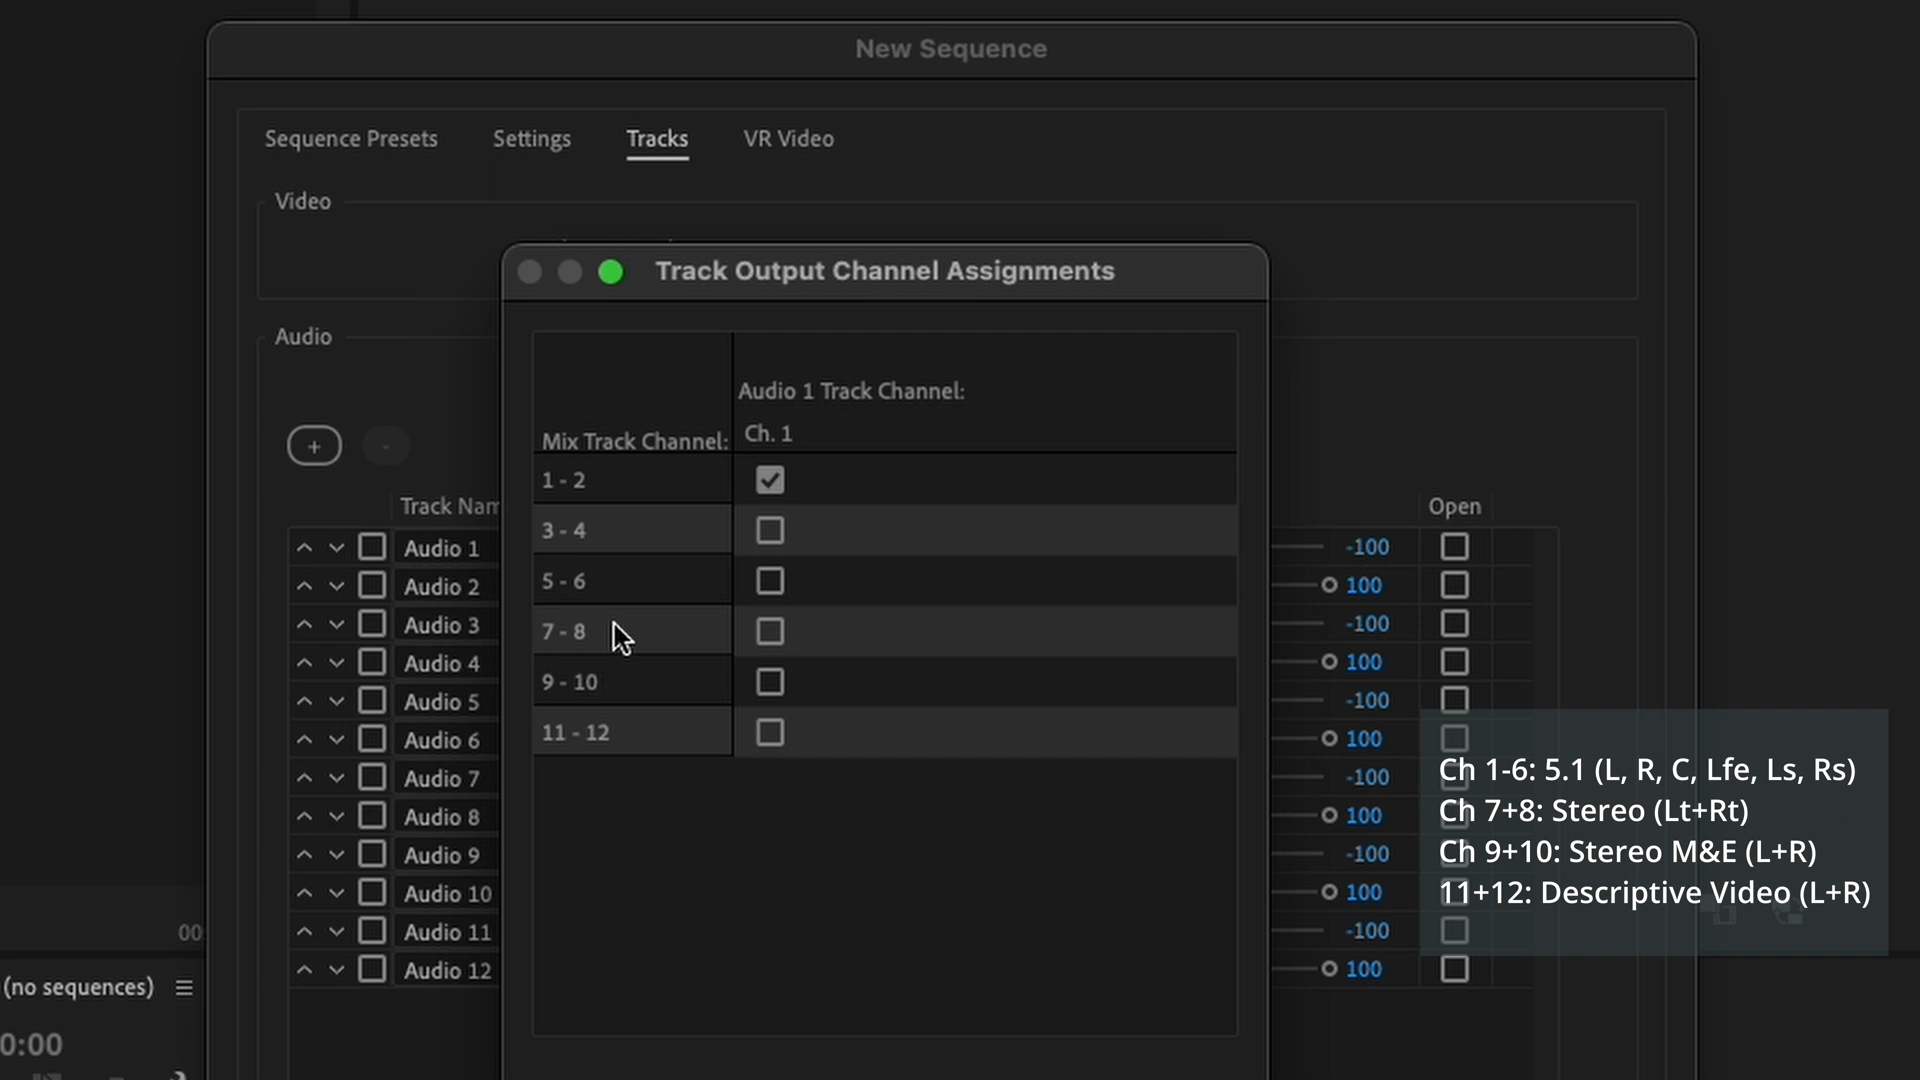 New Sequence
Sequence Presets
Settings
Tracks
VR Video
Video
Track Output Channel Assignments
Audio
Audio 1 Track Channel:
Mix Track Channel:
Ch. 1
+
-
1 - 2
3 - 4
5 - 6
7 - 8
9 - 10
11 - 12
Open
Audio 1
-100
Audio 2
100
Audio 3
-100
Audio 4
100
Audio 5
-100
Audio 6
100
Audio 7
-100
Audio 8
100
Audio 9
-100
Audio 10
100
Audio 11
-100
Audio 12
100
Ch 1-6: 5.1 (L, R, C, Lfe, Ls, Rs)
Ch 7+8: Stereo (Lt+Rt)
Ch 9+10: Stereo M&E (L+R)
11+12: Descriptive Video (L+R)
00
(no sequences)
0:00
Track Nam